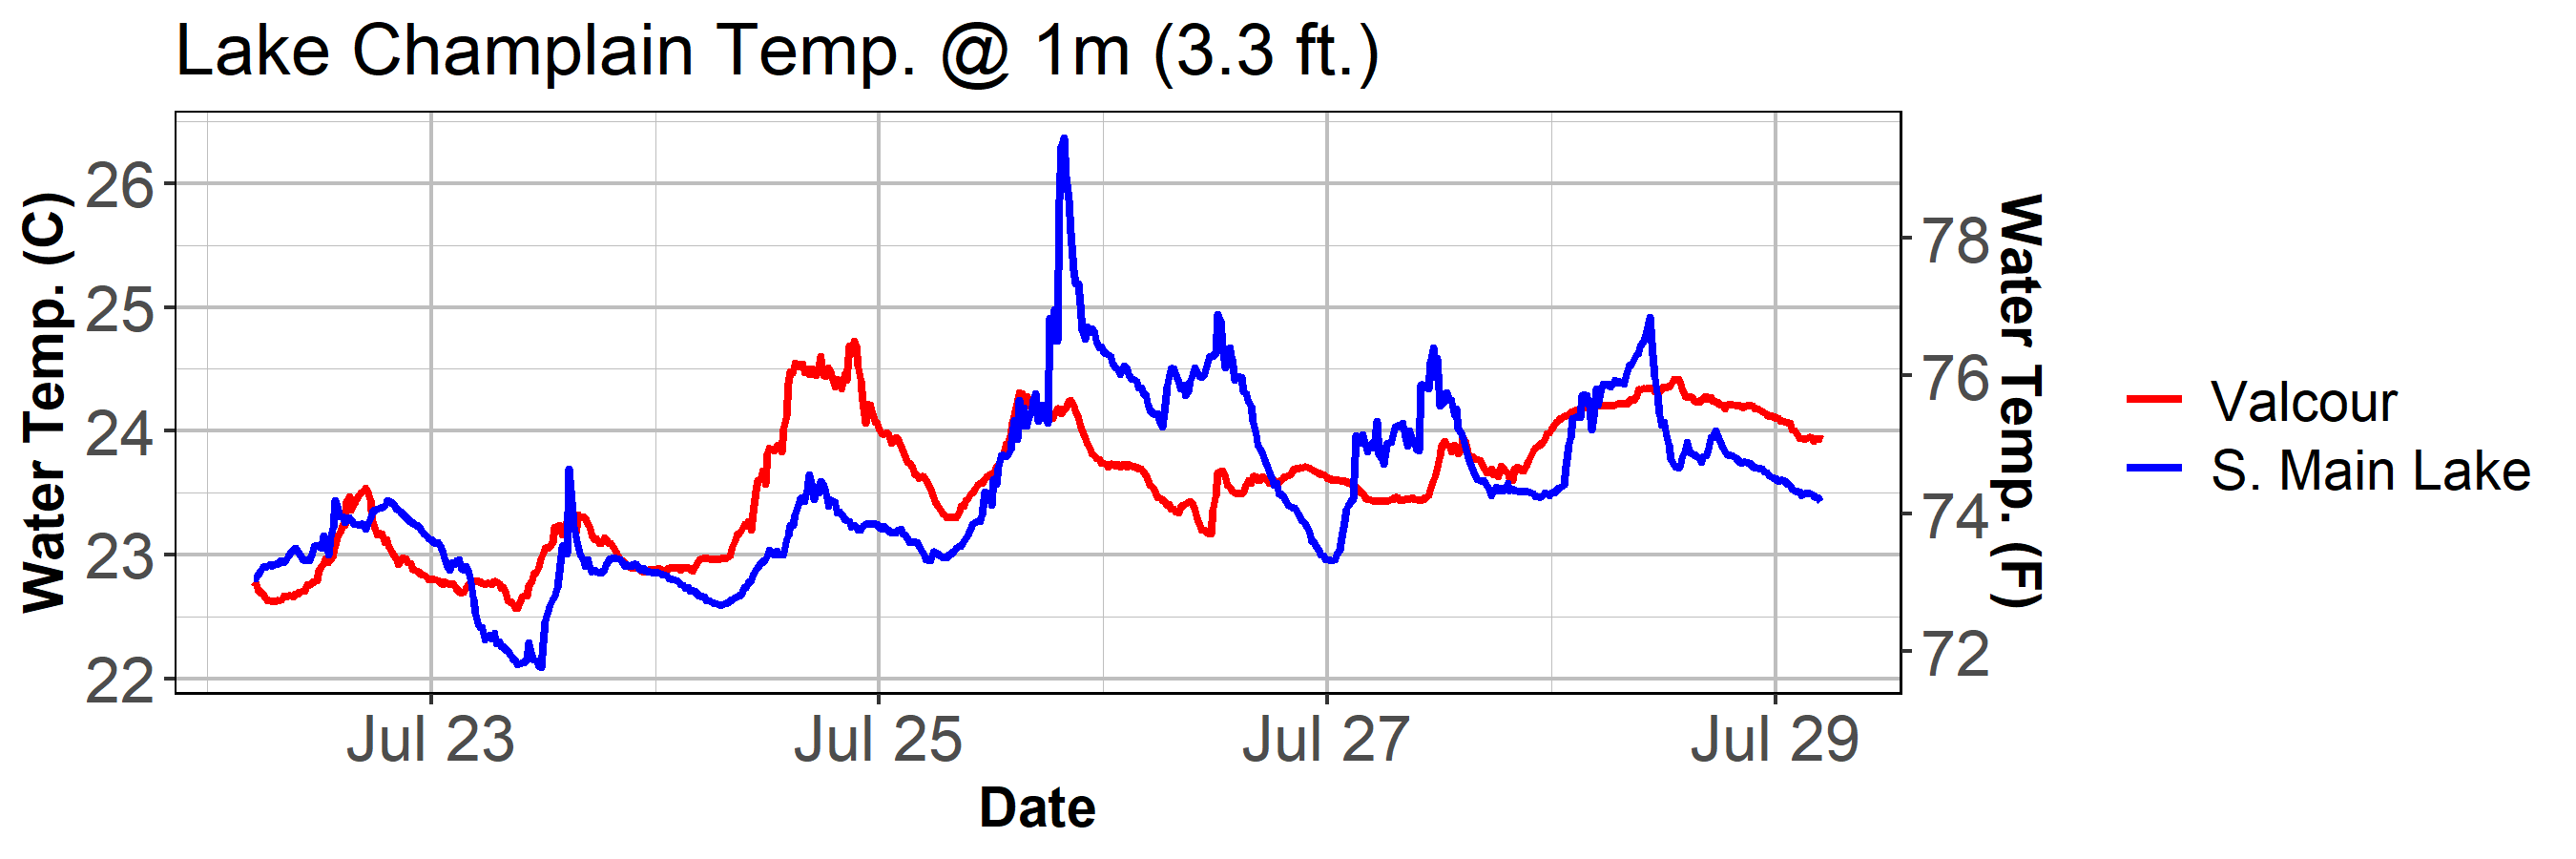 Lake Champlain Temp. @ 1m (3.3 ft.)
Water Temp. (C)
26
25
24
23
22
78
76
74
72
Water Temp. (F)
Jul 23
Jul 25
Jul 27
Jul 29
Date
Valcour
S. Main Lake